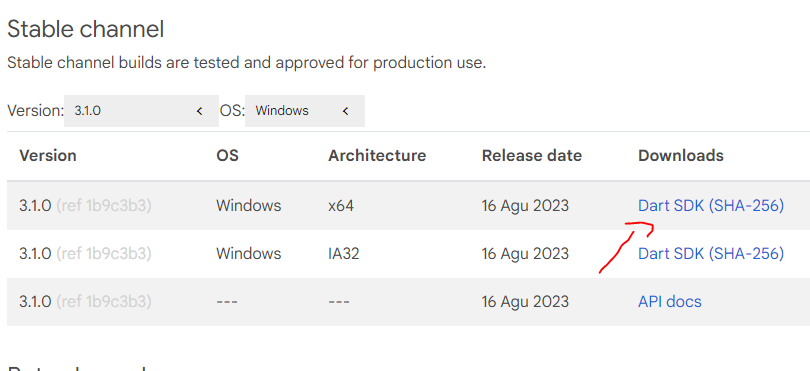 Stable channel
Stable channel builds are tested and approved for production use.
Version: 3.1.0 OS: Windows
Version OS Architecture Release date Downloads
3.1.0 (ref 1b9c3b3) Windows x64 16 Agu 2023 Dart SDK (SHA-256)
3.1.0 (ref 1b9c3b3) Windows IA32 16 Agu 2023 Dart SDK (SHA-256)
3.1.0 (ref 1b9c3b3) --- --- 16 Agu 2023 API docs